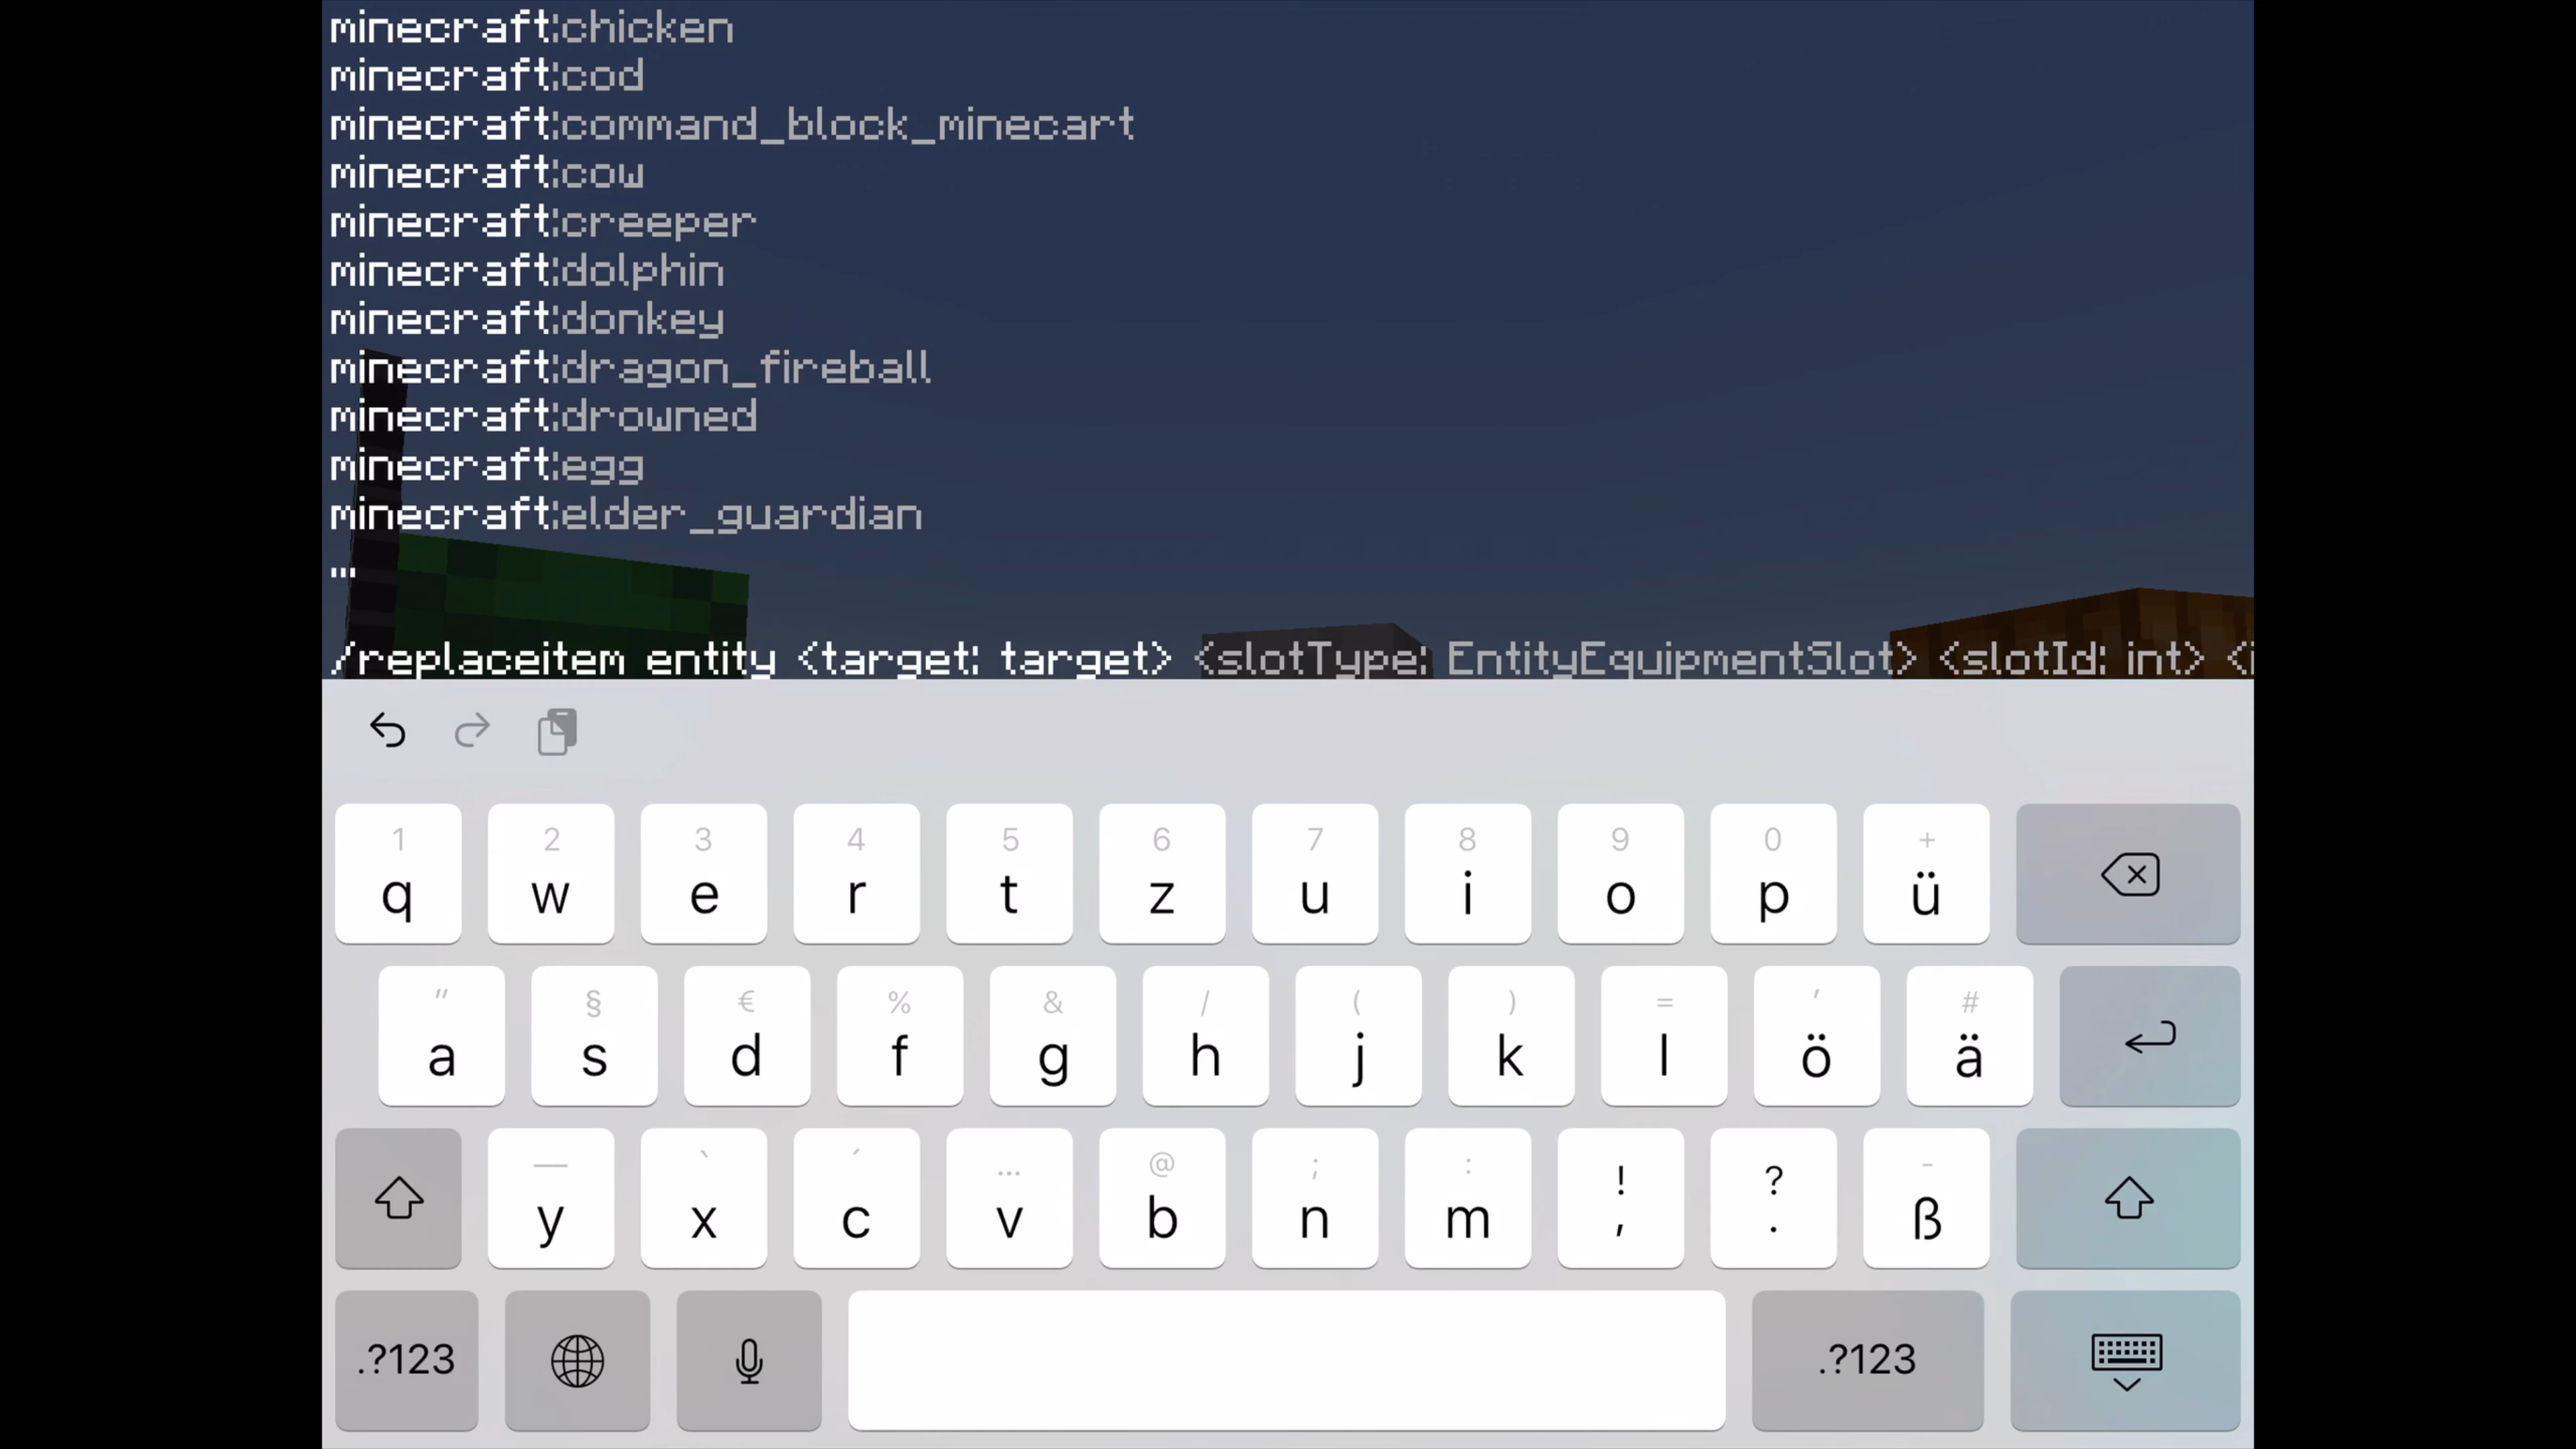 minecraft:chicken
minecraft:cod
minecraft:command_block_minecart
minecraft:cow
minecraft:creeper
minecraft:dolphin
minecraft:donkey
minecraft:dragon_fireball
minecraft:drowned
minecraft:egg
minecraft:elder_guardian
...
/replaceitem entity <target: target> <slotType: EntityEquipmentSlot> <slotId: int> <i
1 2 3 4 5 6 7 8 9 0 +
q w e r t z u i o p ü
" § € % & / ( ) = ' #
a s d f g h j k l ö ä
— ` ´ ... @ ; : ! ? -
y x c v b n m , . ß
.?123 .?123